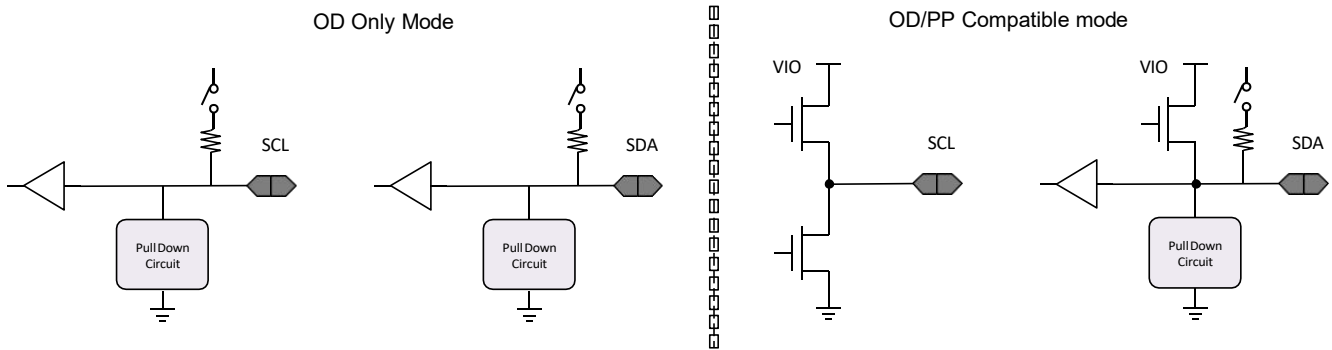 OD Only Mode
SCL
Pull Down
Circuit
SDA
Pull Down
Circuit
OD/PP Compatible mode
VIO
SCL
VIO
SDA
Pull Down
Circuit